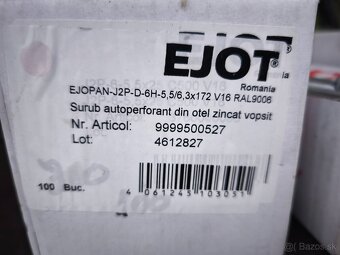 EJOT®
Romania
EJOPAN-J2P-D-6H-5,5/6,3x172 V16 RAL9006
Surub autoperforant din otel zincat vopsit
Nr. Articol: 9999500527
Lot: 4612827
100 Buc.
4 061245 103051
Bazos.sk